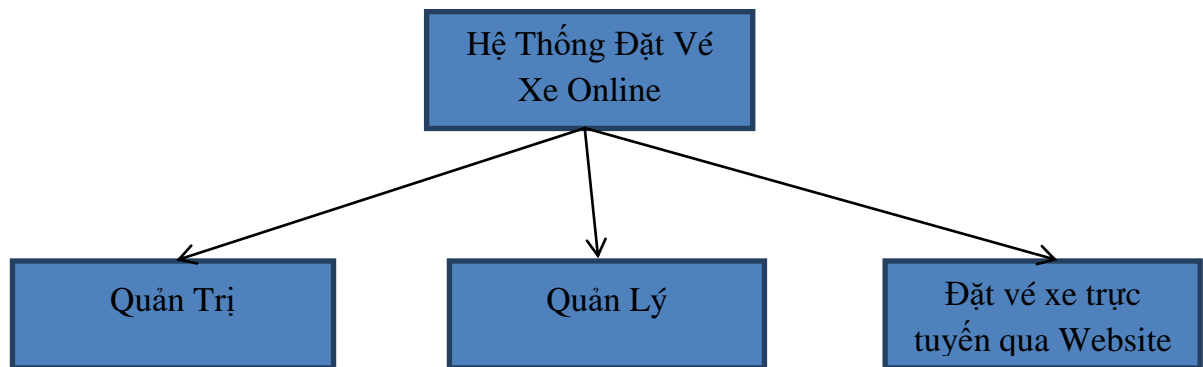 Hệ Thống Đặt Vé
Xe Online
Quản Trị
Quản Lý
Đặt vé xe trực
tuyến qua Website